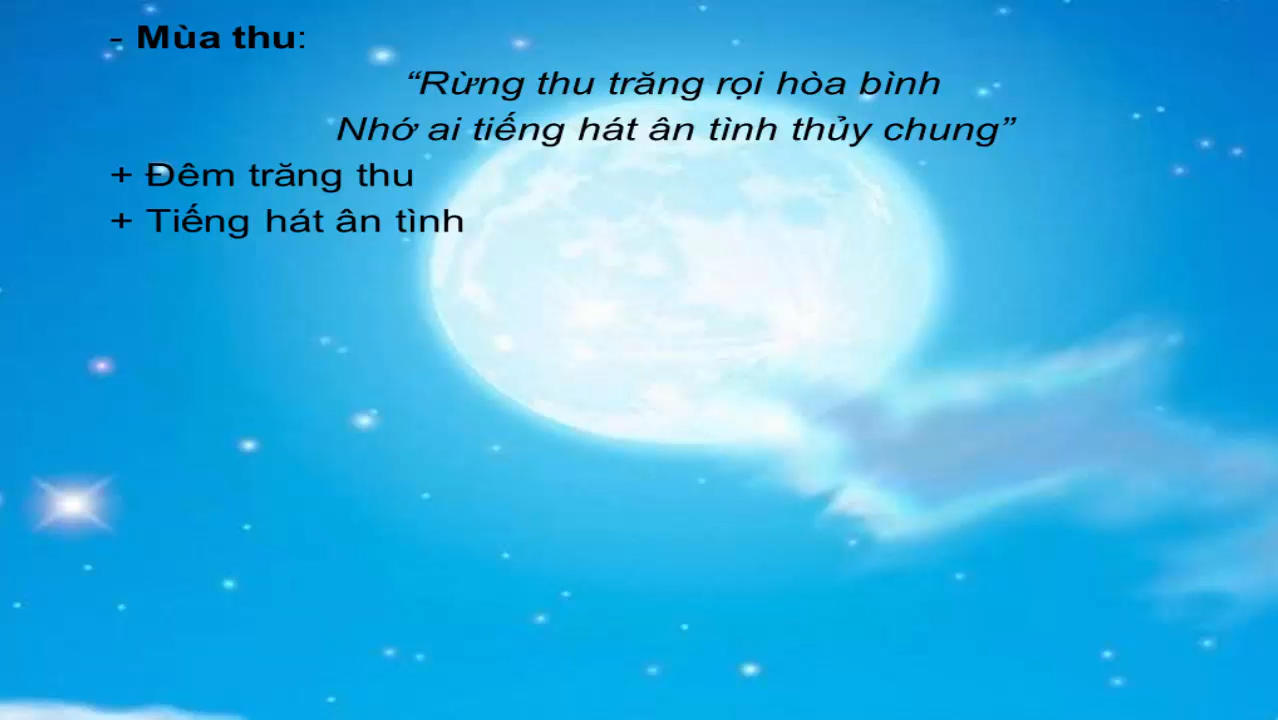 - Mùa thu:
“Rừng thu trăng rọi hòa bình
Nhớ ai tiếng hát ân tình thủy chung”
+ Đêm trăng thu
+ Tiếng hát ân tình